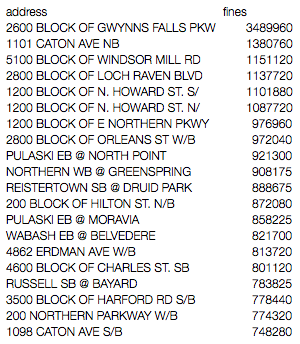 address fines
2600 BLOCK OF GWYNNS FALLS PKW 3489960
1101 CATON AVE NB 1380760
5100 BLOCK OF WINDSOR MILL RD 1151120
2800 BLOCK OF LOCH RAVEN BLVD 1137720
1200 BLOCK OF N. HOWARD ST. S/ 1101880
1200 BLOCK OF N. HOWARD ST. N/ 1087720
1200 BLOCK OF E NORTHERN PKWY 976960
2800 BLOCK OF ORLEANS ST W/B 972040
PULASKI EB @ NORTH POINT 921300
NORTHERN WB @ GREENSPRING 908175
REISTERTOWN SB @ DRUID PARK 888675
200 BLOCK OF HILTON ST. N/B 872080
PULASKI EB @ MORAVIA 858225
WABASH EB @ BELVEDERE 821700
4862 ERDMAN AVE W/B 813720
4600 BLOCK OF CHARLES ST. SB 801120
RUSSELL SB @ BAYARD 783825
3500 BLOCK OF HARFORD RD S/B 778440
200 NORTHERN PARKWAY W/B 774320
1098 CATON AVE S/B 748280